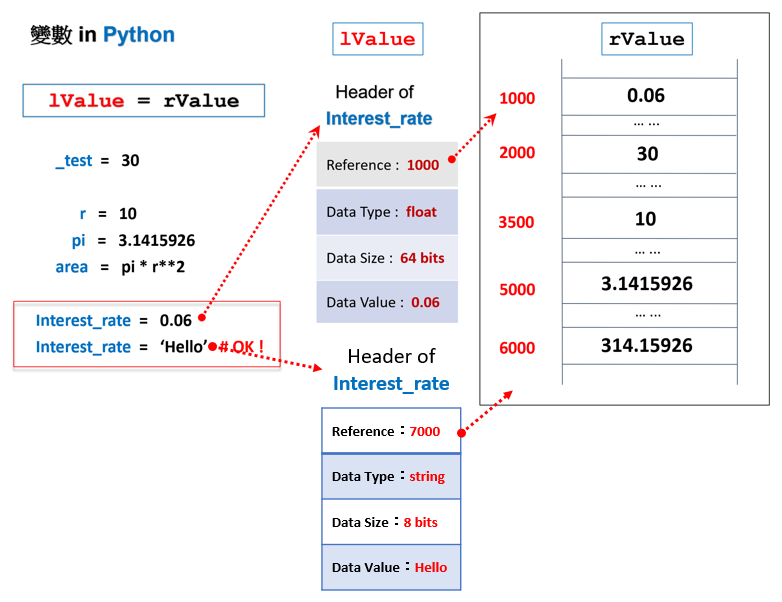 變數 in Python
lValue = rValue
_test = 30
r = 10
pi = 3.1415926
area = pi * r**2
Interest_rate = 0.06
Interest_rate = ‘Hello’ # OK !
lValue
Header of
Interest_rate
Reference : 1000
Data Type : float
Data Size : 64 bits
Data Value : 0.06
Header of
Interest_rate
Reference：7000
Data Type：string
Data Size：8 bits
Data Value：Hello
rValue
1000 0.06
... ...
2000 30
... ...
3500 10
... ...
5000 3.1415926
... ...
6000 314.15926